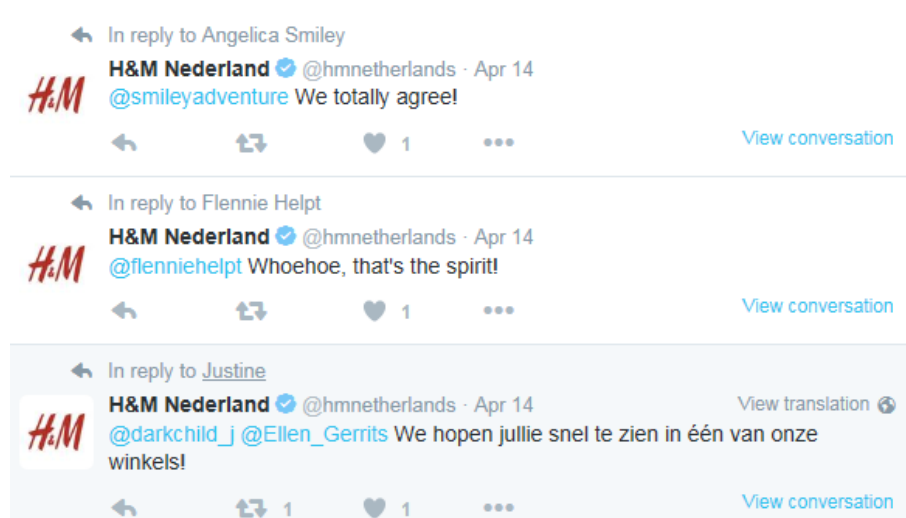 In reply to Angelica Smiley
H&M Nederland @hmnetherlands · Apr 14
H&M @smileyadventure We totally agree!
1 View conversation
In reply to Flennie Helpt
H&M Nederland @hmnetherlands · Apr 14
H&M @flenniehelpt Whoehoe, that's the spirit!
1 View conversation
In reply to Justine
H&M Nederland @hmnetherlands · Apr 14 View translation
H&M @darkchild_j @Ellen_Gerrits We hopen jullie snel te zien in één van onze
winkels!
1 1 View conversation